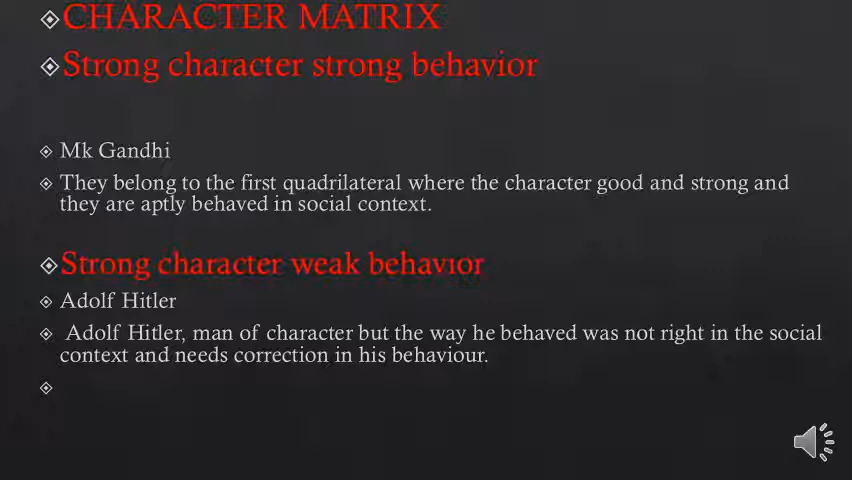 CHARACTER MATRIX
Strong character strong behavior
Mk Gandhi
They belong to the first quadrilateral where the character good and strong and
they are aptly behaved in social context.
Strong character weak behavior
Adolf Hitler
Adolf Hitler, man of character but the way he behaved was not right in the social
context and needs correction in his behaviour.